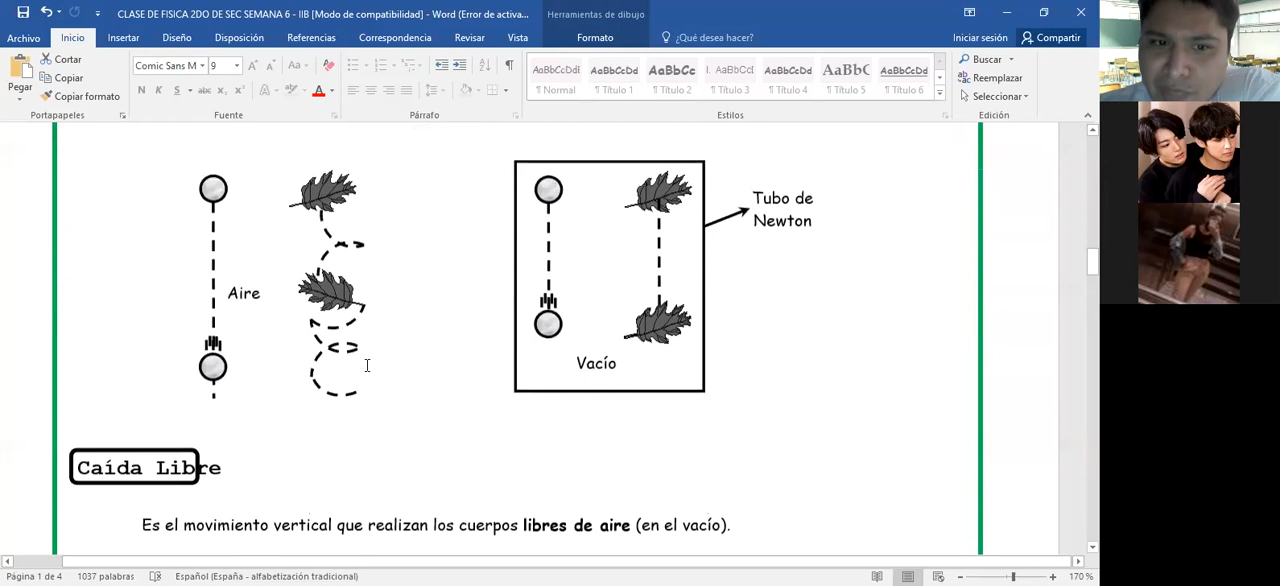 CLASE DE FISICA 2DO DE SEC SEMANA 6 - IIB [Modo de compatibilidad] - Word (Error de activa...
Herramientas de dibujo
Archivo Inicio Insertar Diseño Disposición Referencias Correspondencia Revisar Vista Formato ¿Qué desea hacer? Iniciar sesión Compartir
Pegar
Cortar
Copiar
Copiar formato
Portapapeles
Comic Sans M 9
N K S abc x₂ x²
Fuente
Párrafo
AaBbCcDdI AaBbCcDd AaBbCc I. AaBbCcI AaBbCcDd AaBbC AaBbCcDd
¶ Normal ¶ Título 1 ¶ Título 2 ¶ Título 3 ¶ Título 4 ¶ Título 5 ¶ Título 6
Estilos
Buscar
Reemplazar
Seleccionar
Edición
Aire
Vacío
Tubo de
Newton
Caída Libre
Es el movimiento vertical que realizan los cuerpos libres de aire (en el vacío).
Página 1 de 4 1037 palabras Español (España - alfabetización tradicional) 170 %